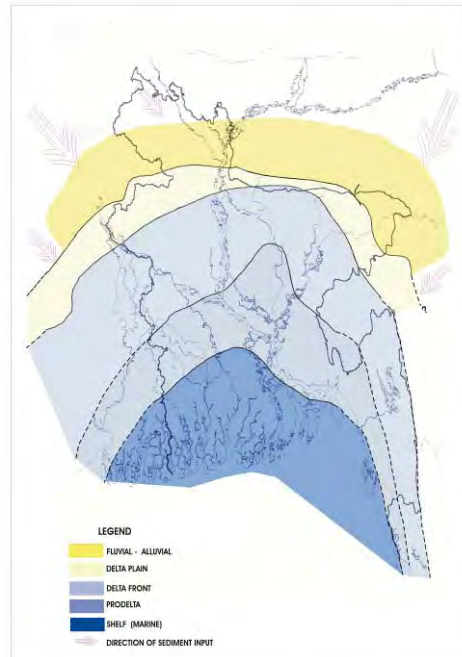 LEGEND
FLUVIAL - ALLUVIAL
DELTA PLAIN
DELTA FRONT
PRODELTA
SHELF (MARINE)
DIRECTION OF SEDIMENT INPUT